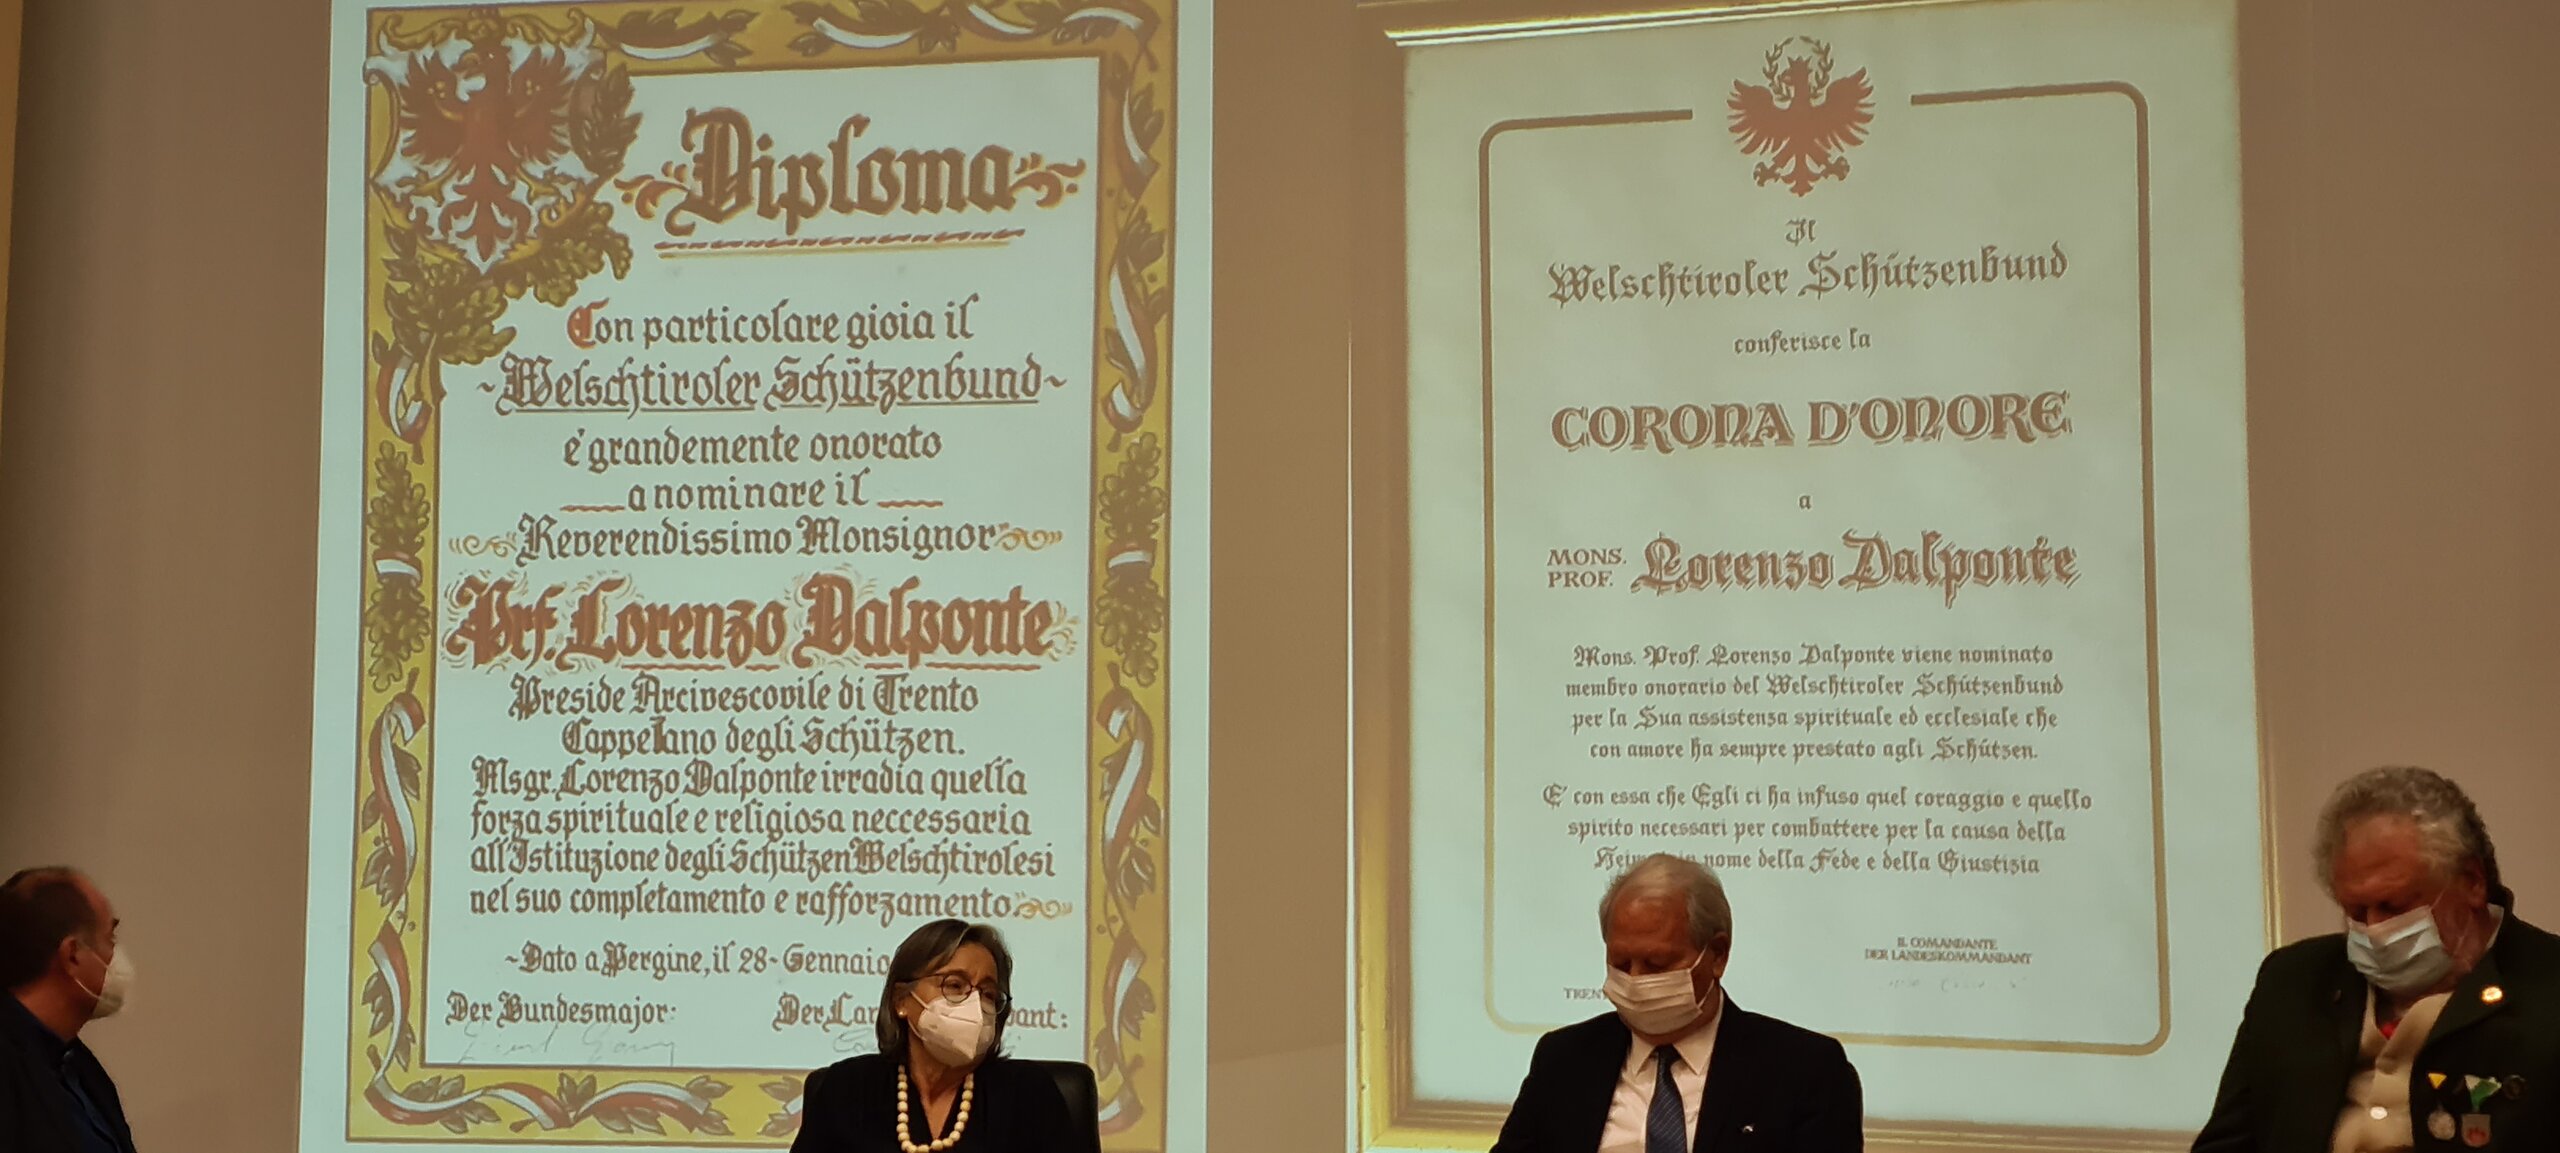 Diploma
Con particolare gioia il
~Welschtiroler Schützenbund~
é grandemente onorato
a nominare il
Reverendissimo Monsignor
Prf. Lorenzo Dalponte
Preside Arcivescovile di Trento
Cappelano degli Schützen.
Msgr. Lorenzo Dalponte irradia quella
forza spirituale e religiosa neccessaria
all'Istituzione degli Schützen Welschtirolesi
nel suo completamento e rafforzamento
~Dato a Pergine, il 28-Gennaio
Der Bundesmajor:
Der
Il
Welschtiroler Schützenbund
conferisce la
CORONA D'ONORE
a
MONS. PROF. Lorenzo Dalponte
Mons. Prof. Lorenzo Dalponte viene nominato
membro onorario del Welschtiroler Schützenbund
per la Sua assistenza spirituale ed ecclesiale che
con amore ha sempre prestato agli Schützen.
E' con essa che Egli ci ha infuso quel coraggio e quello
spirito necessari per combattere per la causa della
nome della Fede e della Giustizia
IL COMANDANTE
DER LANDESKOMMANDANT